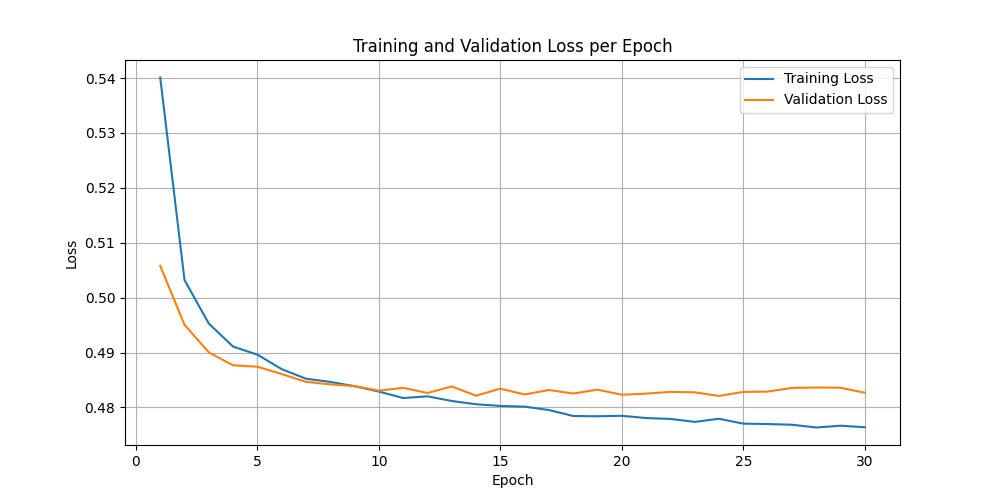 Training and Validation Loss per Epoch
Training Loss
Validation Loss
0.54
0.53
0.52
0.51
0.50
0.49
0.48
Loss
0 5 10 15 20 25 30
Epoch